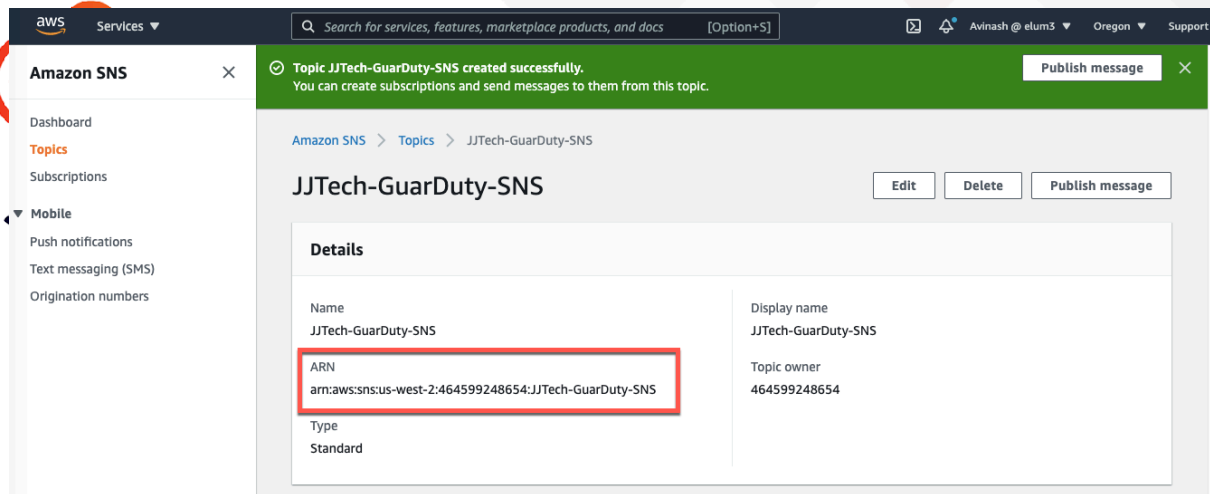 aws
Services ▼
Search for services, features, marketplace products, and docs
[Option+S]
Avinash @ elum3 ▼
Oregon ▼
Support
Amazon SNS
Dashboard
Topics
Subscriptions
▼ Mobile
Push notifications
Text messaging (SMS)
Origination numbers
Topic JJTech-GuarDuty-SNS created successfully.
You can create subscriptions and send messages to them from this topic.
Publish message
Amazon SNS > Topics > JJTech-GuarDuty-SNS
JJTech-GuarDuty-SNS
Edit
Delete
Publish message
Details
Name
JJTech-GuarDuty-SNS
ARN
arn:aws:sns:us-west-2:464599248654:JJTech-GuarDuty-SNS
Type
Standard
Display name
JJTech-GuarDuty-SNS
Topic owner
464599248654